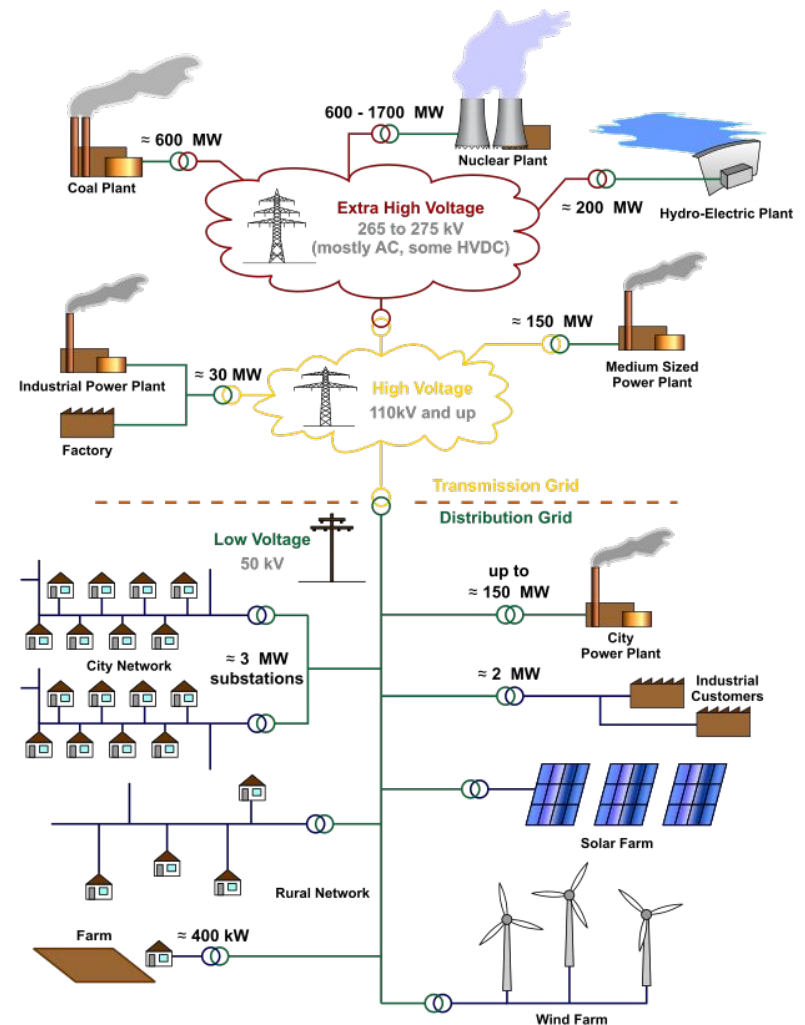 600 - 1700 MW
≈ 600 MW
Nuclear Plant
Coal Plant
Extra High Voltage
265 to 275 kV
(mostly AC, some HVDC)
≈ 200 MW
Hydro-Electric Plant
≈ 150 MW
Medium Sized
Power Plant
≈ 30 MW
Industrial Power Plant
High Voltage
110kV and up
Factory
Transmission Grid
Distribution Grid
Low Voltage
50 kV
up to
≈ 150 MW
City
Power Plant
City Network
≈ 3 MW
substations
≈ 2 MW
Industrial
Customers
Solar Farm
Rural Network
Farm
≈ 400 kW
Wind Farm